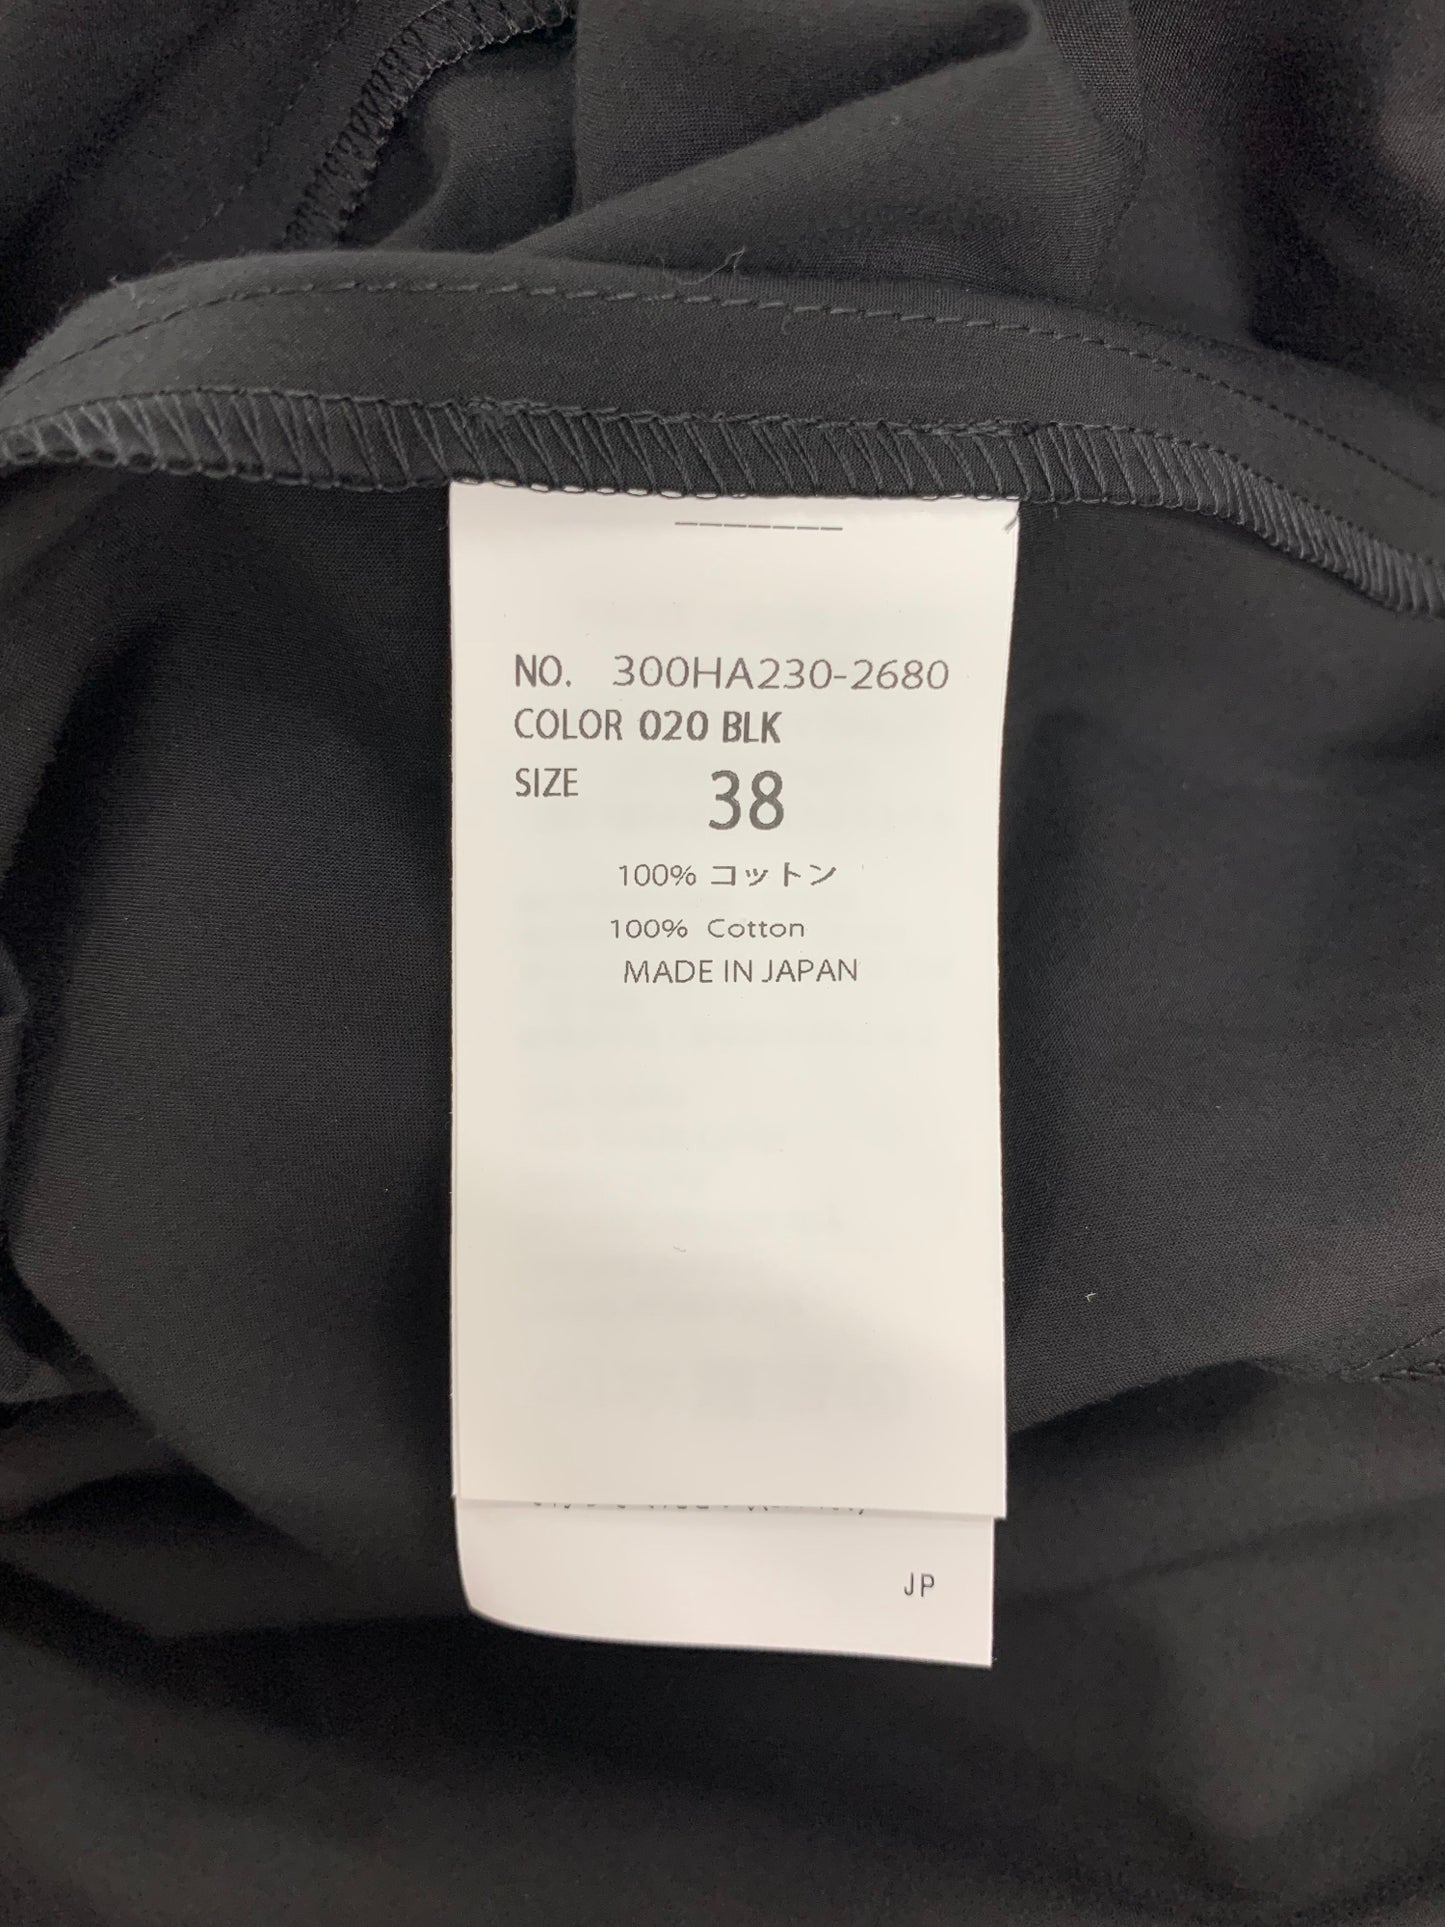 NO. 300HA230-2680
COLOR 020 BLK
SIZE 38
100% コットン
100% Cotton
MADE IN JAPAN
JP